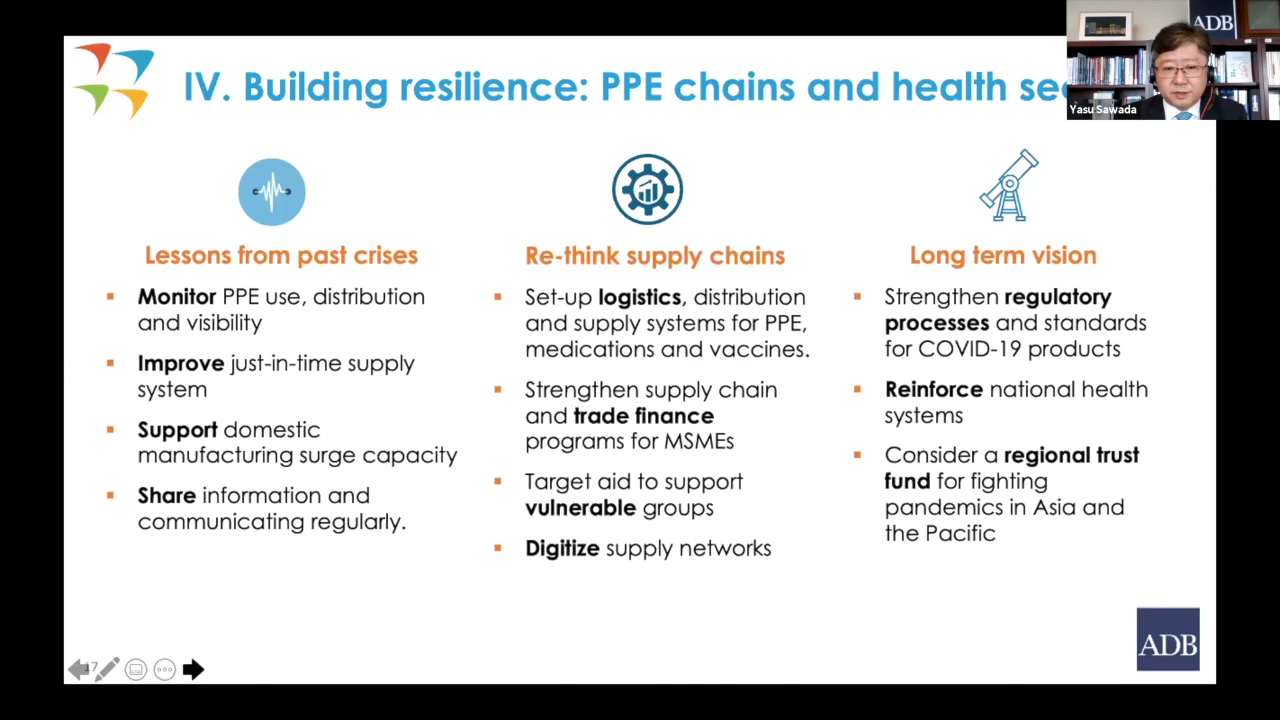 IV. Building resilience: PPE chains and health
ADB
Yasu Sawada
Lessons from past crises
▪ Monitor PPE use, distribution
and visibility
▪ Improve just-in-time supply
system
▪ Support domestic
manufacturing surge capacity
▪ Share information and
communicating regularly.
Re-think supply chains
▪ Set-up logistics, distribution
and supply systems for PPE,
medications and vaccines.
▪ Strengthen supply chain
and trade finance
programs for MSMEs
▪ Target aid to support
vulnerable groups
▪ Digitize supply networks
Long term vision
▪ Strengthen regulatory
processes and standards
for COVID-19 products
▪ Reinforce national health
systems
▪ Consider a regional trust
fund for fighting
pandemics in Asia and
the Pacific
17
ADB